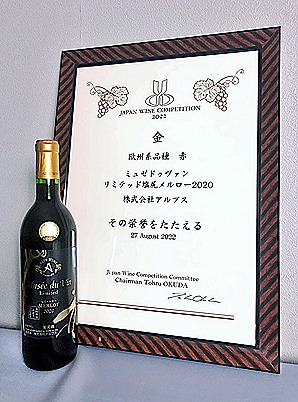 JAPAN WINE COMPETITION
2022
金
欧州系品種 赤
ミュゼドゥヴァン
リミテッド塩尻メルロー2020
株式会社アルプス
その栄誉をたたえる
27 August 2022
Japan Wine Competition Committee
Chairman Tohru OKUDA
A
Musée du Vin
Limited
MERLOT
2020